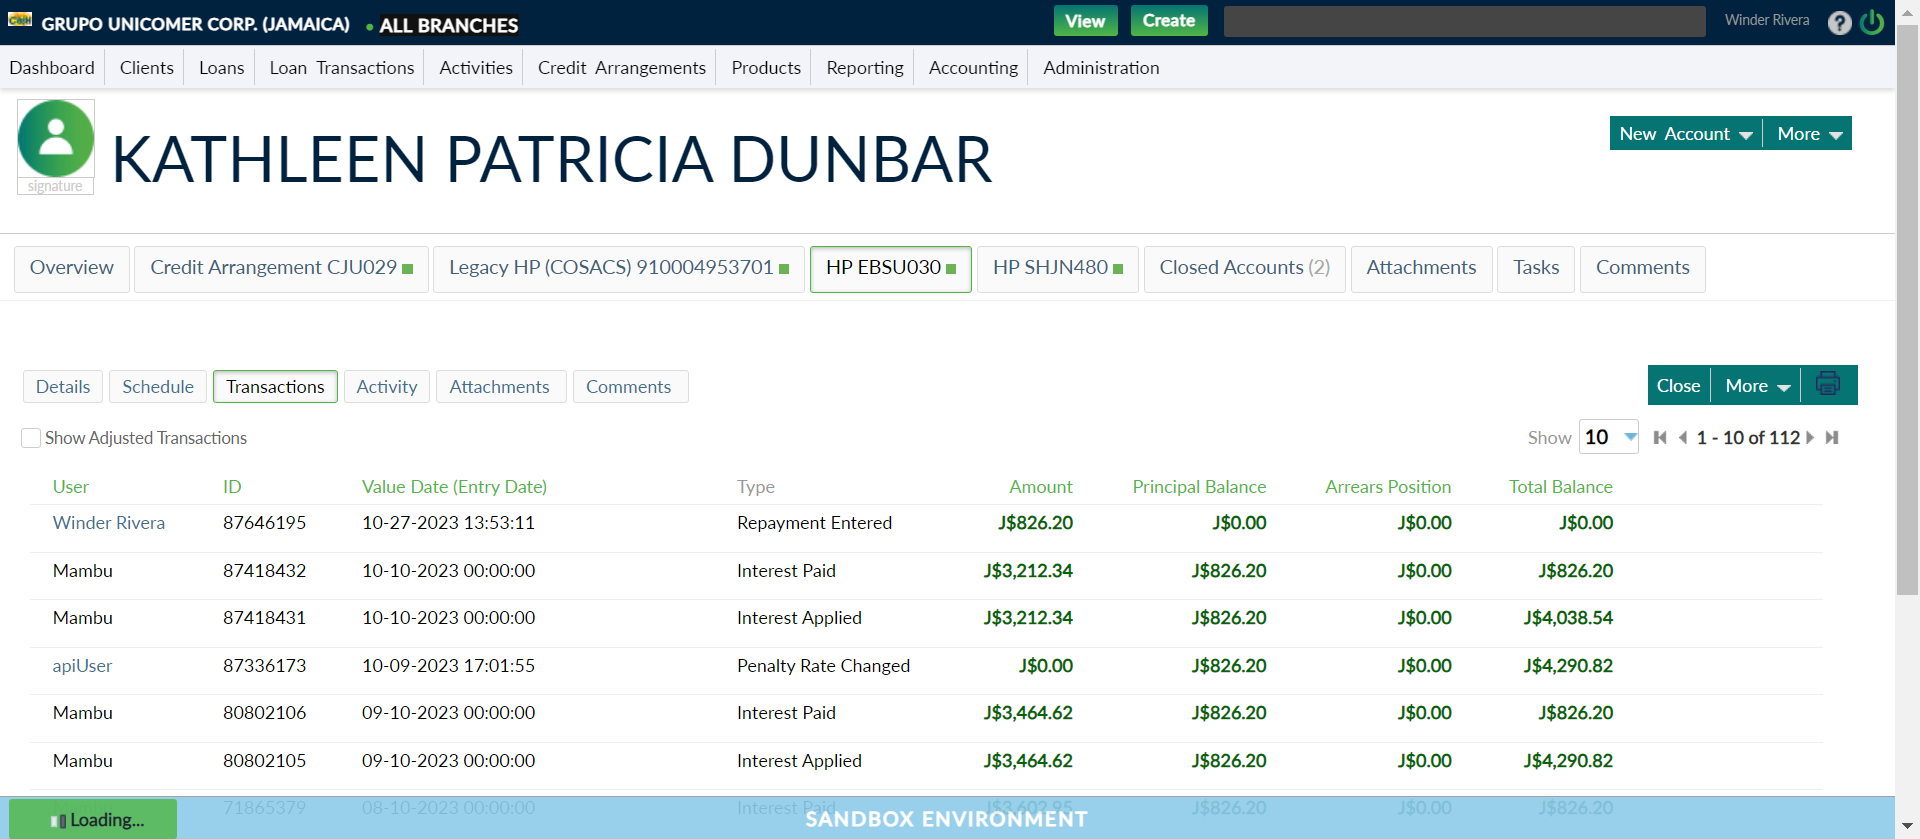 Cash GRUPO UNICOMER CORP. (JAMAICA) • ALL BRANCHES View Create Winder Rivera ?
Dashboard Clients Loans Loan Transactions Activities Credit Arrangements Products Reporting Accounting Administration
KATHLEEN PATRICIA DUNBAR
New Account More
signature
Overview Credit Arrangement CJU029 Legacy HP (COSACS) 910004953701 HP EBSU030 HP SHJN480 Closed Accounts (2) Attachments Tasks Comments
Details Schedule Transactions Activity Attachments Comments Close More
Show Adjusted Transactions Show 10 1 - 10 of 112
User ID Value Date (Entry Date) Type Amount Principal Balance Arrears Position Total Balance
Winder Rivera 87646195 10-27-2023 13:53:11 Repayment Entered J$826.20 J$0.00 J$0.00 J$0.00
Mambu 87418432 10-10-2023 00:00:00 Interest Paid J$3,212.34 J$826.20 J$0.00 J$826.20
Mambu 87418431 10-10-2023 00:00:00 Interest Applied J$3,212.34 J$826.20 J$0.00 J$4,038.54
apiUser 87336173 10-09-2023 17:01:55 Penalty Rate Changed J$0.00 J$826.20 J$0.00 J$4,290.82
Mambu 80802106 09-10-2023 00:00:00 Interest Paid J$3,464.62 J$826.20 J$0.00 J$826.20
Mambu 80802105 09-10-2023 00:00:00 Interest Applied J$3,464.62 J$826.20 J$0.00 J$4,290.82
Mambu 71865379 08-10-2023 00:00:00 Interest Paid J$3,602.95 J$826.20 J$0.00 J$826.20
Loading... SANDBOX ENVIRONMENT